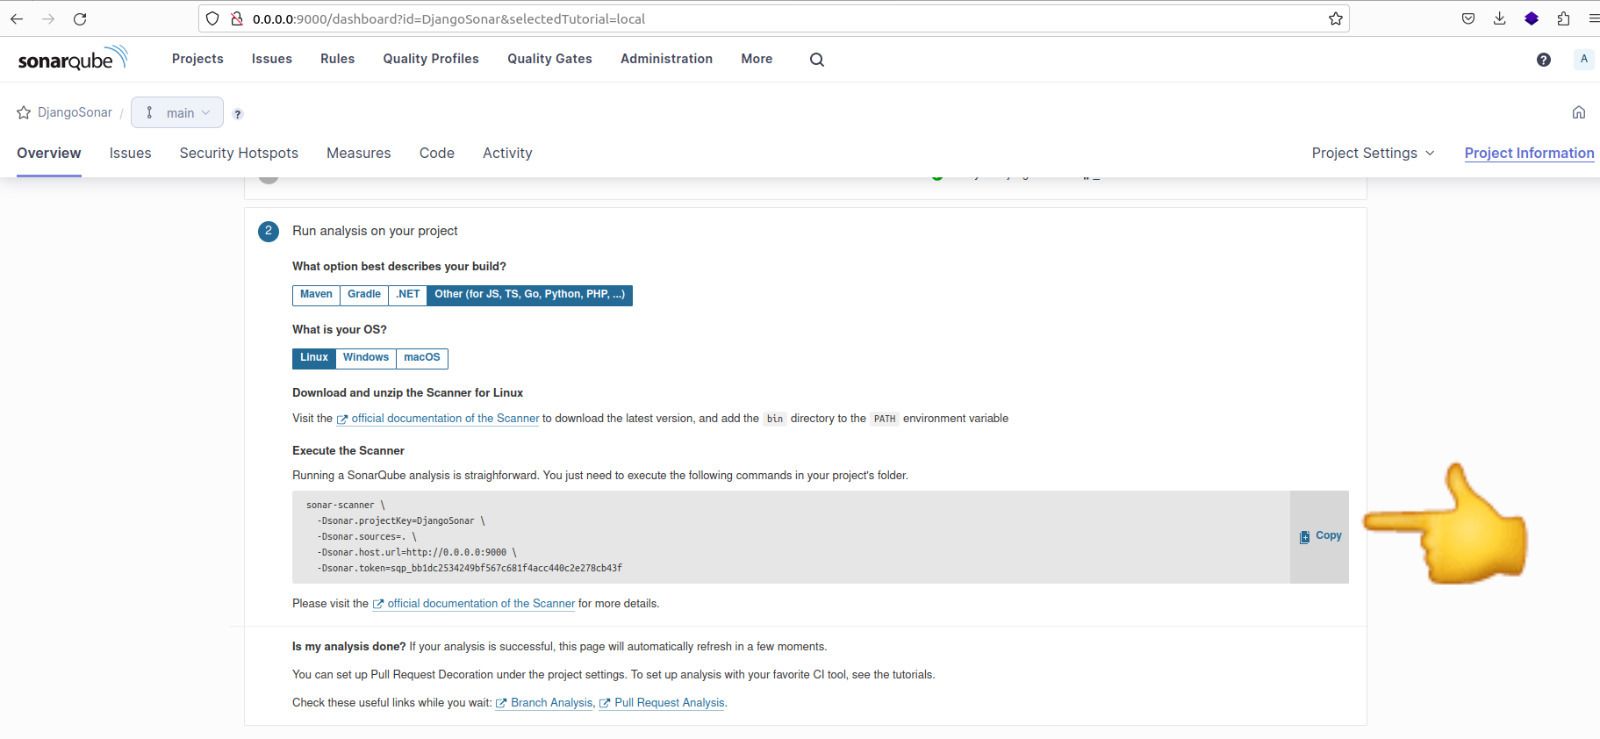 0.0.0.0:9000/dashboard?id=DjangoSonar&selectedTutorial=local
sonarqube Projects Issues Rules Quality Profiles Quality Gates Administration More ? A
DjangoSonar / main ?
Overview Issues Security Hotspots Measures Code Activity Project Settings Project Information
2 Run analysis on your project
What option best describes your build?
Maven Gradle .NET Other (for JS, TS, Go, Python, PHP, ...)
What is your OS?
Linux Windows macOS
Download and unzip the Scanner for Linux
Visit the official documentation of the Scanner to download the latest version, and add the bin directory to the PATH environment variable
Execute the Scanner
Running a SonarQube analysis is straighforward. You just need to execute the following commands in your project's folder.
sonar-scanner \
-Dsonar.projectKey=DjangoSonar \
-Dsonar.sources=. \
-Dsonar.host.url=http://0.0.0.0:9000 \
-Dsonar.token=sqp_bb1dc2534249bf567c681f4acc440c2e278cb43f
Copy
Please visit the official documentation of the Scanner for more details.
Is my analysis done? If your analysis is successful, this page will automatically refresh in a few moments.
You can set up Pull Request Decoration under the project settings. To set up analysis with your favorite CI tool, see the tutorials.
Check these useful links while you wait: Branch Analysis, Pull Request Analysis.